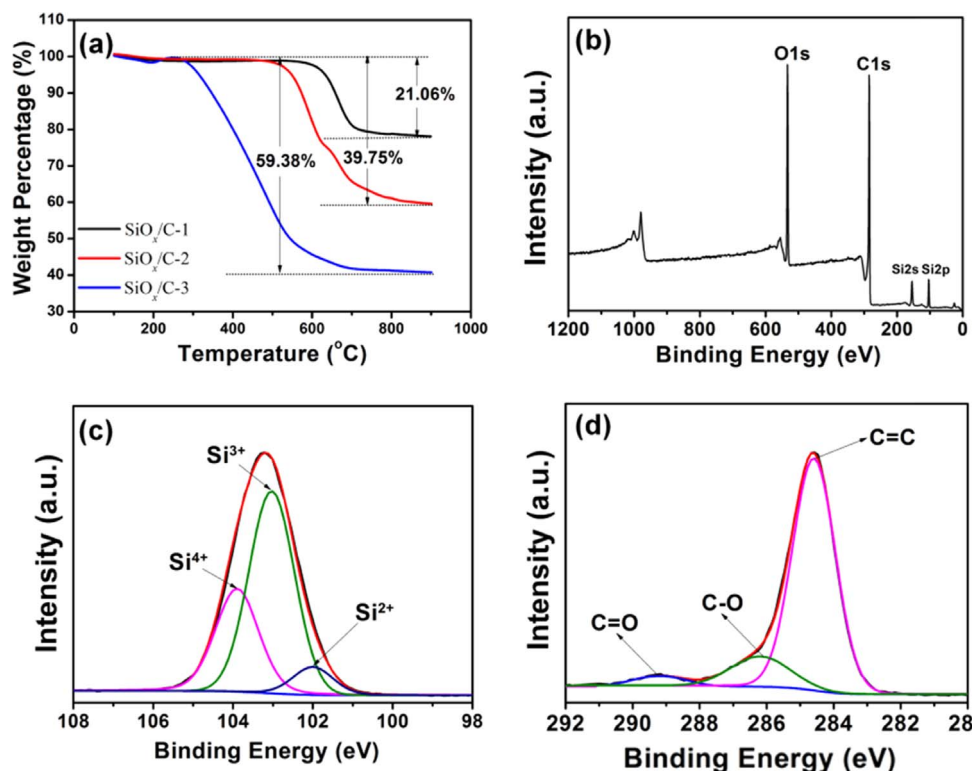 (a)
Weight Percentage (%)
110
100
90
80
70
60
50
40
30
21.06%
39.75%
59.38%
SiOx/C-1
SiOx/C-2
SiOx/C-3
0 200 400 600 800 1000
Temperature (°C)
(b)
Intensity (a.u.)
O1s
C1s
Si2s Si2p
1200 1000 800 600 400 200 0
Binding Energy (eV)
(c)
Intensity (a.u.)
Si3+
Si4+
Si2+
108 106 104 102 100 98
Binding Energy (eV)
(d)
Intensity (a.u.)
C=C
C-O
C=O
292 290 288 286 284 282 28
Binding Energy (eV)